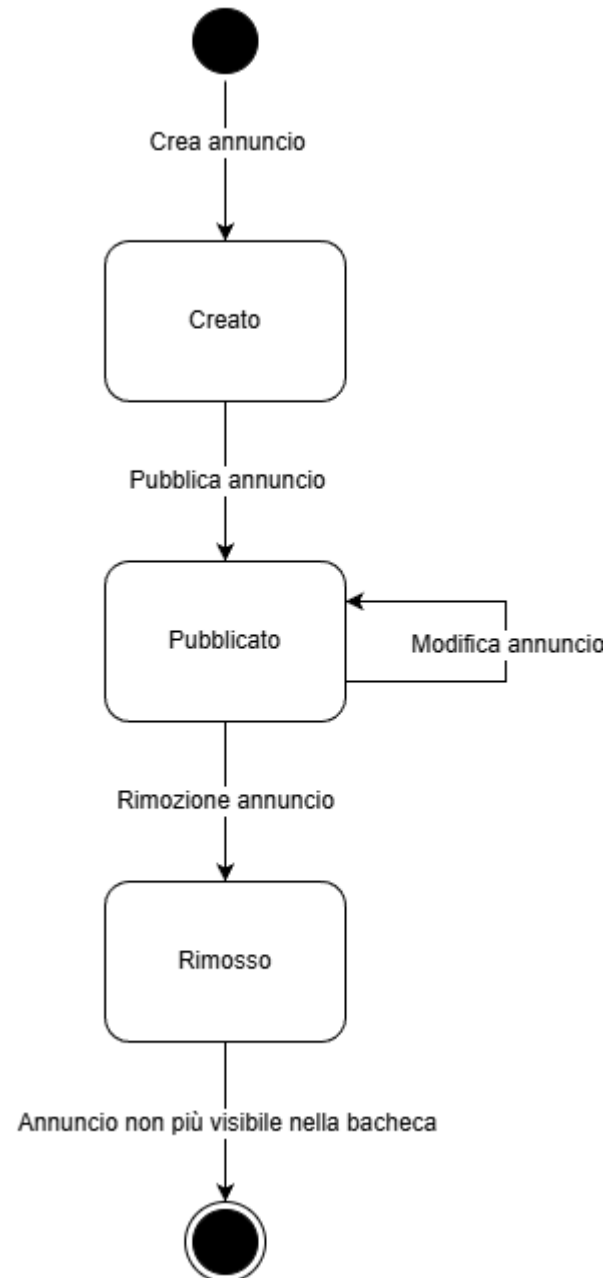 Crea annuncio
Creato
Pubblica annuncio
Pubblicato
Modifica annuncio
Rimozione annuncio
Rimosso
Annuncio non più visibile nella bacheca